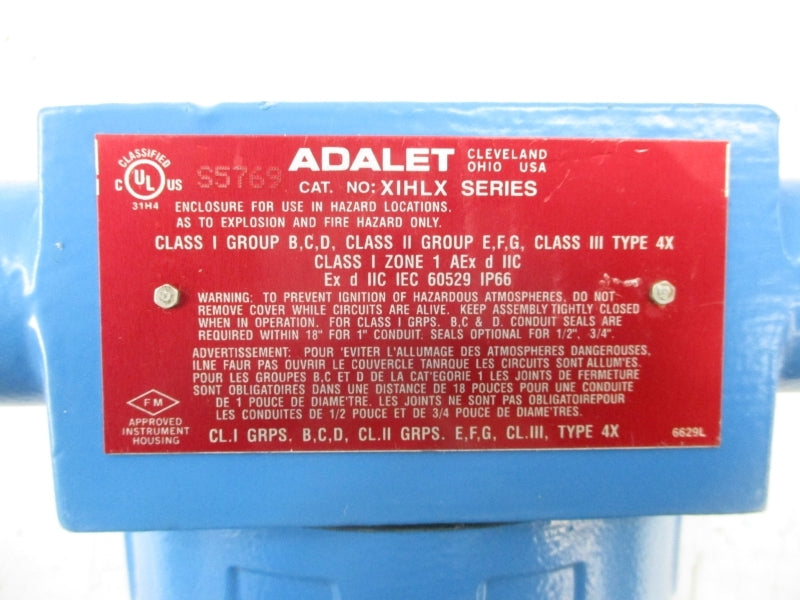 CLASSIFIED
C UL US
31H4
S5769
ADALET CLEVELAND OHIO USA
CAT. NO: XIHLX SERIES
ENCLOSURE FOR USE IN HAZARD LOCATIONS.
AS TO EXPLOSION AND FIRE HAZARD ONLY.
CLASS I GROUP B,C,D, CLASS II GROUP E,F,G, CLASS III TYPE 4X
CLASS I ZONE 1 AEx d IIC
Ex d IIC IEC 60529 IP66
WARNING: TO PREVENT IGNITION OF HAZARDOUS ATMOSPHERES, DO NOT
REMOVE COVER WHILE CIRCUITS ARE ALIVE. KEEP ASSEMBLY TIGHTLY CLOSED
WHEN IN OPERATION. FOR CLASS I GRPS. B,C & D. CONDUIT SEALS ARE
REQUIRED WITHIN 18" FOR 1" CONDUIT. SEALS OPTIONAL FOR 1/2", 3/4".
ADVERTISSEMENT: POUR 'EVITER L'ALLUMAGE DES ATMOSPHERES DANGEROUSES,
ILNE FAUR PAS OUVRIR LE COUVERCLE TANROUE LES CIRCUITS SONT ALLUM'ES.
POUR LES GROUPES B,C ET D DE LA CAT'EGORIE 1 LES JOINTS DE FERMETURE
SONT OBLIGATOIRES DANS UNE DISTANCE DE 18 POUCES POUR UNE CONDUITE
DE 1 POUCE DE DIAME'TRE. LES JOINTS NE SONT PAS OBLIGATOIREPOUR
LES CONDUITES DE 1/2 POUCE ET DE 3/4 POUCE DE DIAME'TRES.
FM
APPROVED
INSTRUMENT
HOUSING
CL.I GRPS. B,C,D, CL.II GRPS. E,F,G, CL.III, TYPE 4X
6629L